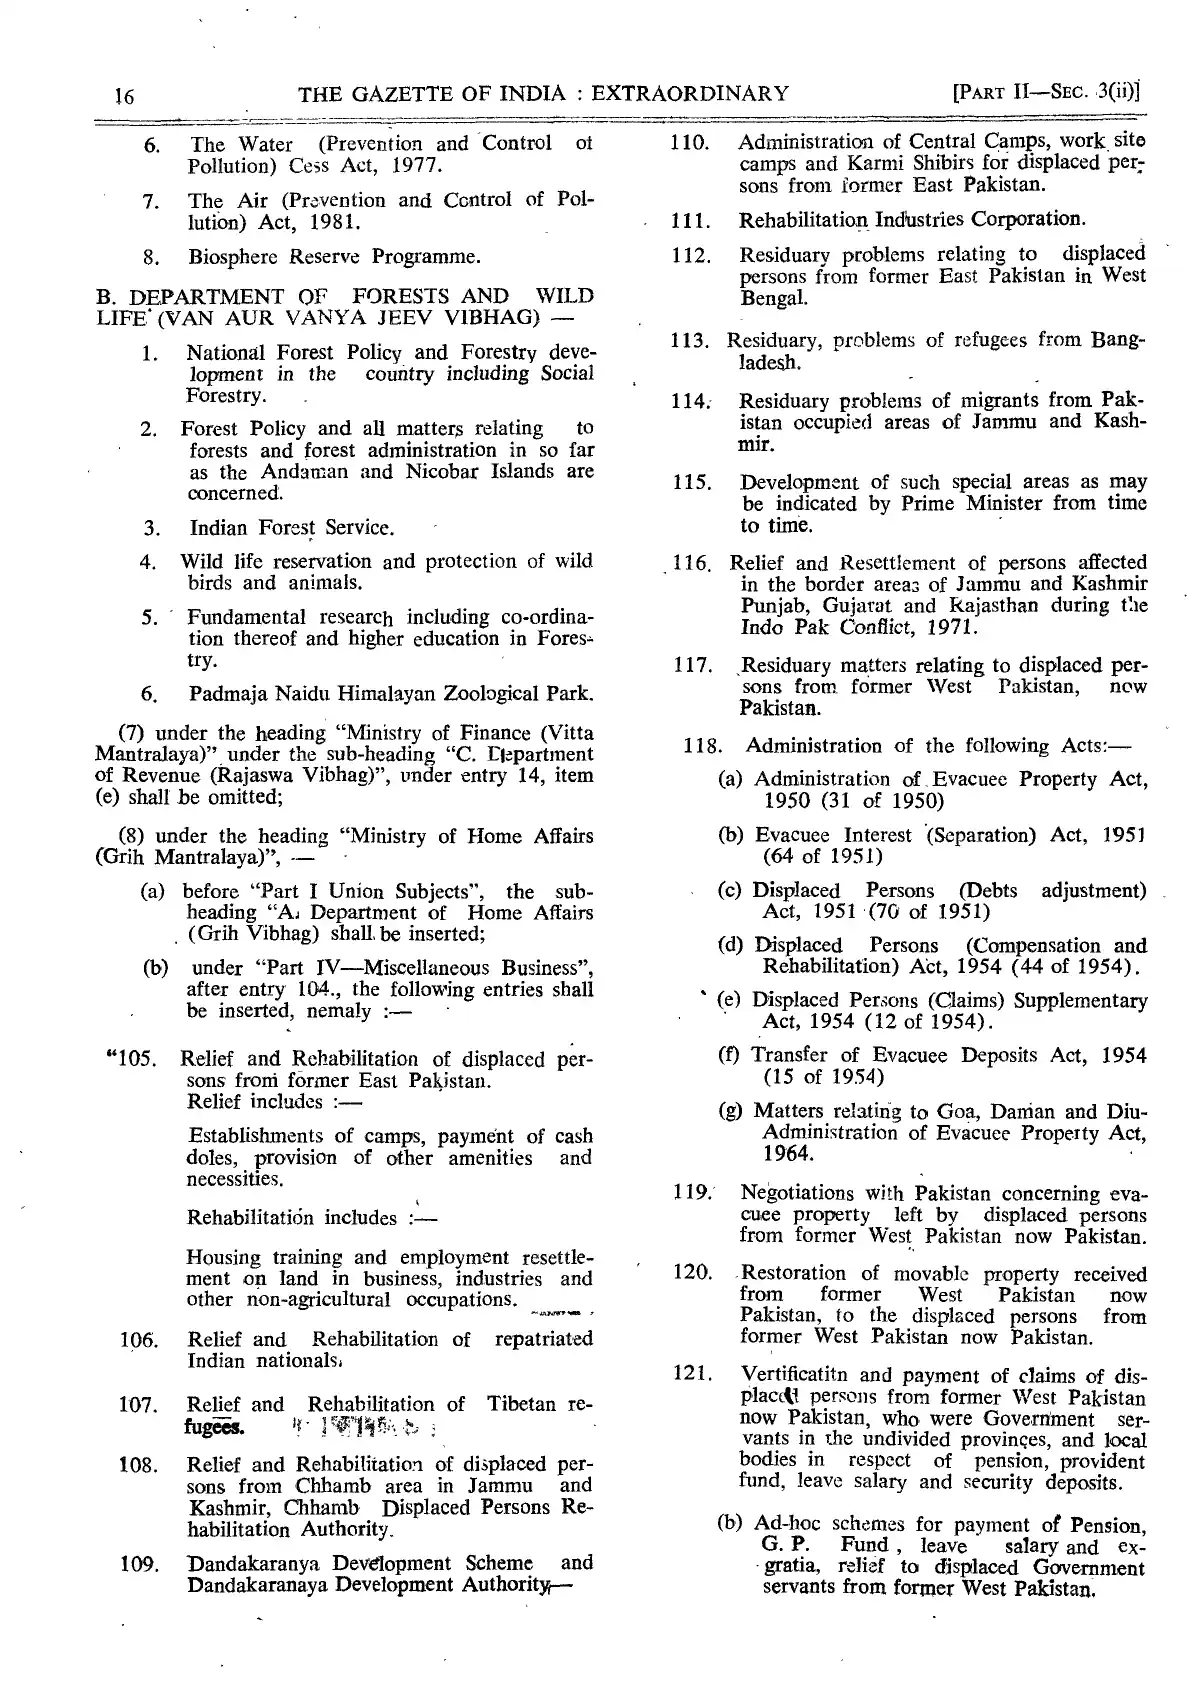 16 THE GAZETTE OF INDIA : EXTRAORDINARY [PART II—SEC. 3(ii)]
6. The Water (Prevention and Control of
Pollution) Cess Act, 1977.
7. The Air (Prevention and Control of Pol-
lution) Act, 1981.
8. Biosphere Reserve Programme.
B. DEPARTMENT OF FORESTS AND WILD
LIFE (VAN AUR VANYA JEEV VIBHAG) —
1. National Forest Policy and Forestry deve-
lopment in the country including Social
Forestry.
2. Forest Policy and all matters relating to
forests and forest administration in so far
as the Andaman and Nicobar Islands are
concerned.
3. Indian Forest Service.
4. Wild life reservation and protection of wild
birds and animals.
5. Fundamental research including co-ordina-
tion thereof and higher education in Fores-
try.
6. Padmaja Naidu Himalayan Zoological Park.
(7) under the heading “Ministry of Finance (Vitta
Mantralaya)” under the sub-heading “C. Department
of Revenue (Rajaswa Vibhag)”, under entry 14, item
(e) shall be omitted;
(8) under the heading “Ministry of Home Affairs
(Grih Mantralaya)”, —
(a) before “Part I Union Subjects”, the sub-
heading “A. Department of Home Affairs
(Grih Vibhag) shall be inserted;
(b) under “Part IV—Miscellaneous Business”,
after entry 104., the following entries shall
be inserted, nemaly :—
“105. Relief and Rehabilitation of displaced per-
sons from former East Pakistan.
Relief includes :—
Establishments of camps, payment of cash
doles, provision of other amenities and
necessities.
Rehabilitation includes :—
Housing training and employment resettle-
ment on land in business, industries and
other non-agricultural occupations.
106. Relief and Rehabilitation of repatriated
Indian nationals.
107. Relief and Rehabilitation of Tibetan re-
fugees.
108. Relief and Rehabilitation of displaced per-
sons from Chhamb area in Jammu and
Kashmir, Chhamb Displaced Persons Re-
habilitation Authority.
109. Dandakaranya Development Scheme and
Dandakaranaya Development Authority—
110. Administration of Central Camps, work site
camps and Karmi Shibirs for displaced per-
sons from former East Pakistan.
111. Rehabilitation Industries Corporation.
112. Residuary problems relating to displaced
persons from former East Pakistan in West
Bengal.
113. Residuary, problems of refugees from Bang-
ladesh.
114. Residuary problems of migrants from Pak-
istan occupied areas of Jammu and Kash-
mir.
115. Development of such special areas as may
be indicated by Prime Minister from time
to time.
116. Relief and Resettlement of persons affected
in the border areas of Jammu and Kashmir
Punjab, Gujarat and Rajasthan during the
Indo Pak Conflict, 1971.
117. Residuary matters relating to displaced per-
sons from former West Pakistan, now
Pakistan.
118. Administration of the following Acts:—
(a) Administration of Evacuee Property Act,
1950 (31 of 1950)
(b) Evacuee Interest (Separation) Act, 1951
(64 of 1951)
(c) Displaced Persons (Debts adjustment)
Act, 1951 (70 of 1951)
(d) Displaced Persons (Compensation and
Rehabilitation) Act, 1954 (44 of 1954).
(e) Displaced Persons (Claims) Supplementary
Act, 1954 (12 of 1954).
(f) Transfer of Evacuee Deposits Act, 1954
(15 of 1954)
(g) Matters relating to Goa, Daman and Diu-
Administration of Evacuee Property Act,
1964.
119. Negotiations with Pakistan concerning eva-
cuee property left by displaced persons
from former West Pakistan now Pakistan.
120. Restoration of movable property received
from former West Pakistan now
Pakistan, to the displaced persons from
former West Pakistan now Pakistan.
121. Vertificatitn and payment of claims of dis-
placed persons from former West Pakistan
now Pakistan, who were Government ser-
vants in the undivided provinces, and local
bodies in respect of pension, provident
fund, leave salary and security deposits.
(b) Ad-hoc schemes for payment of Pension,
G. P. Fund , leave salary and ex-
gratia, relief to displaced Government
servants from former West Pakistan.